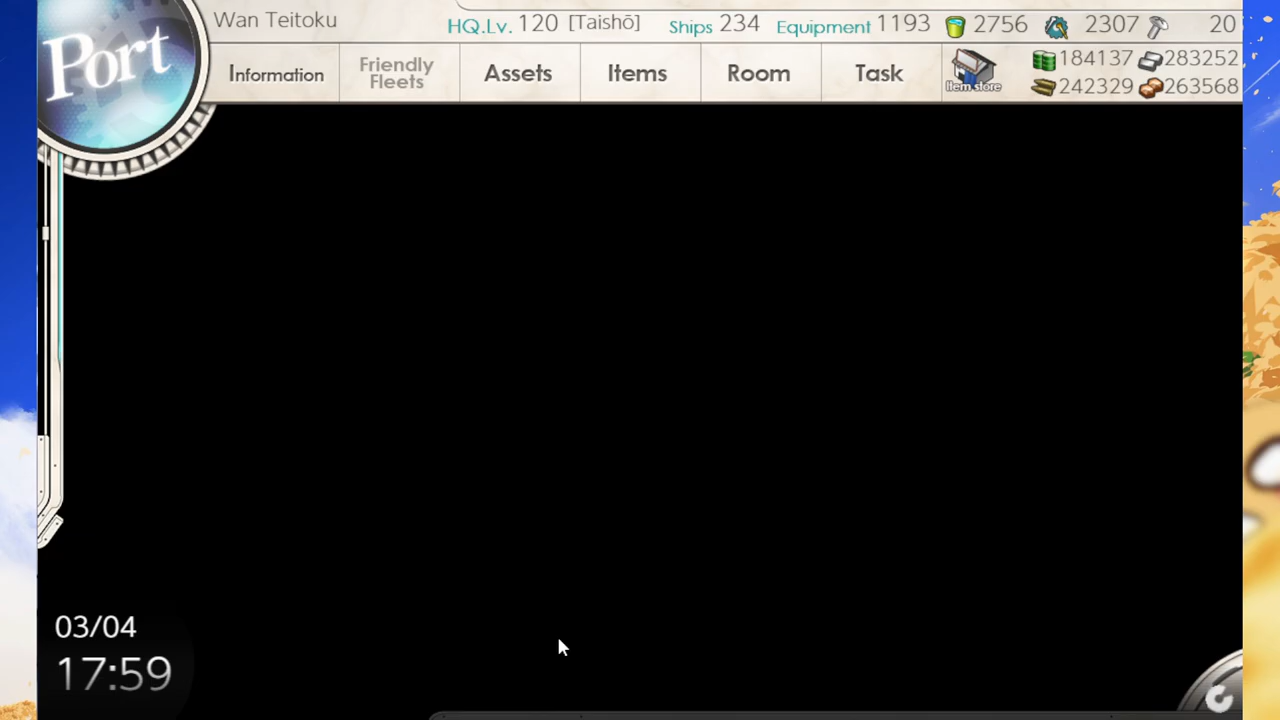 Port
Wan Teitoku
HQ.Lv. 120 [Taishō] Ships 234 Equipment 1193 2756 2307 20
Information
Friendly
Fleets
Assets
Items
Room
Task
Item store
184137 283252
242329 263568
03/04
17:59